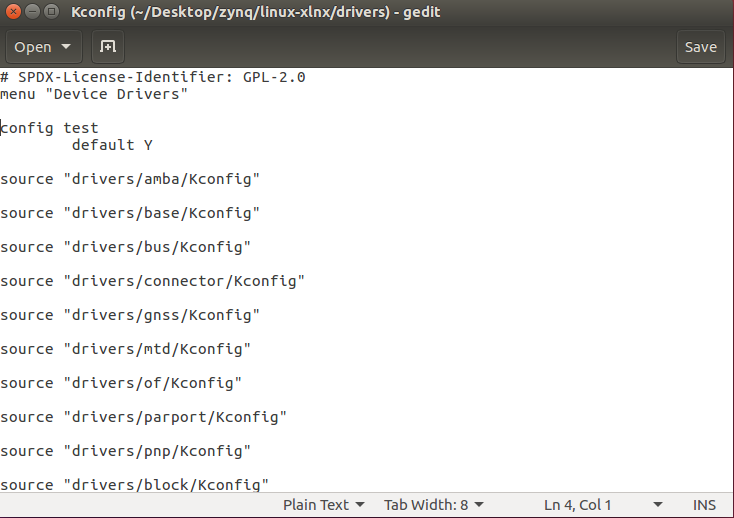 Kconfig (~/Desktop/zynq/linux-xlnx/drivers) - gedit
Open Save
# SPDX-License-Identifier: GPL-2.0
menu "Device Drivers"
config test
default Y
source "drivers/amba/Kconfig"
source "drivers/base/Kconfig"
source "drivers/bus/Kconfig"
source "drivers/connector/Kconfig"
source "drivers/gnss/Kconfig"
source "drivers/mtd/Kconfig"
source "drivers/of/Kconfig"
source "drivers/parport/Kconfig"
source "drivers/pnp/Kconfig"
source "drivers/block/Kconfig"
Plain Text Tab Width: 8 Ln 4, Col 1 INS